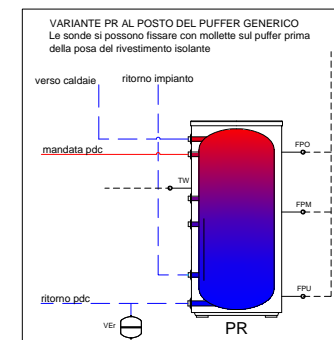 VARIANTE PR AL POSTO DEL PUFFER GENERICO
Le sonde si possono fissare con mollette sul puffer prima
della posa del rivestimento isolante
verso caldaie
ritorno impianto
mandata pdc
FPO
TW
FPM
FPU
ritorno pdc
VEr
PR